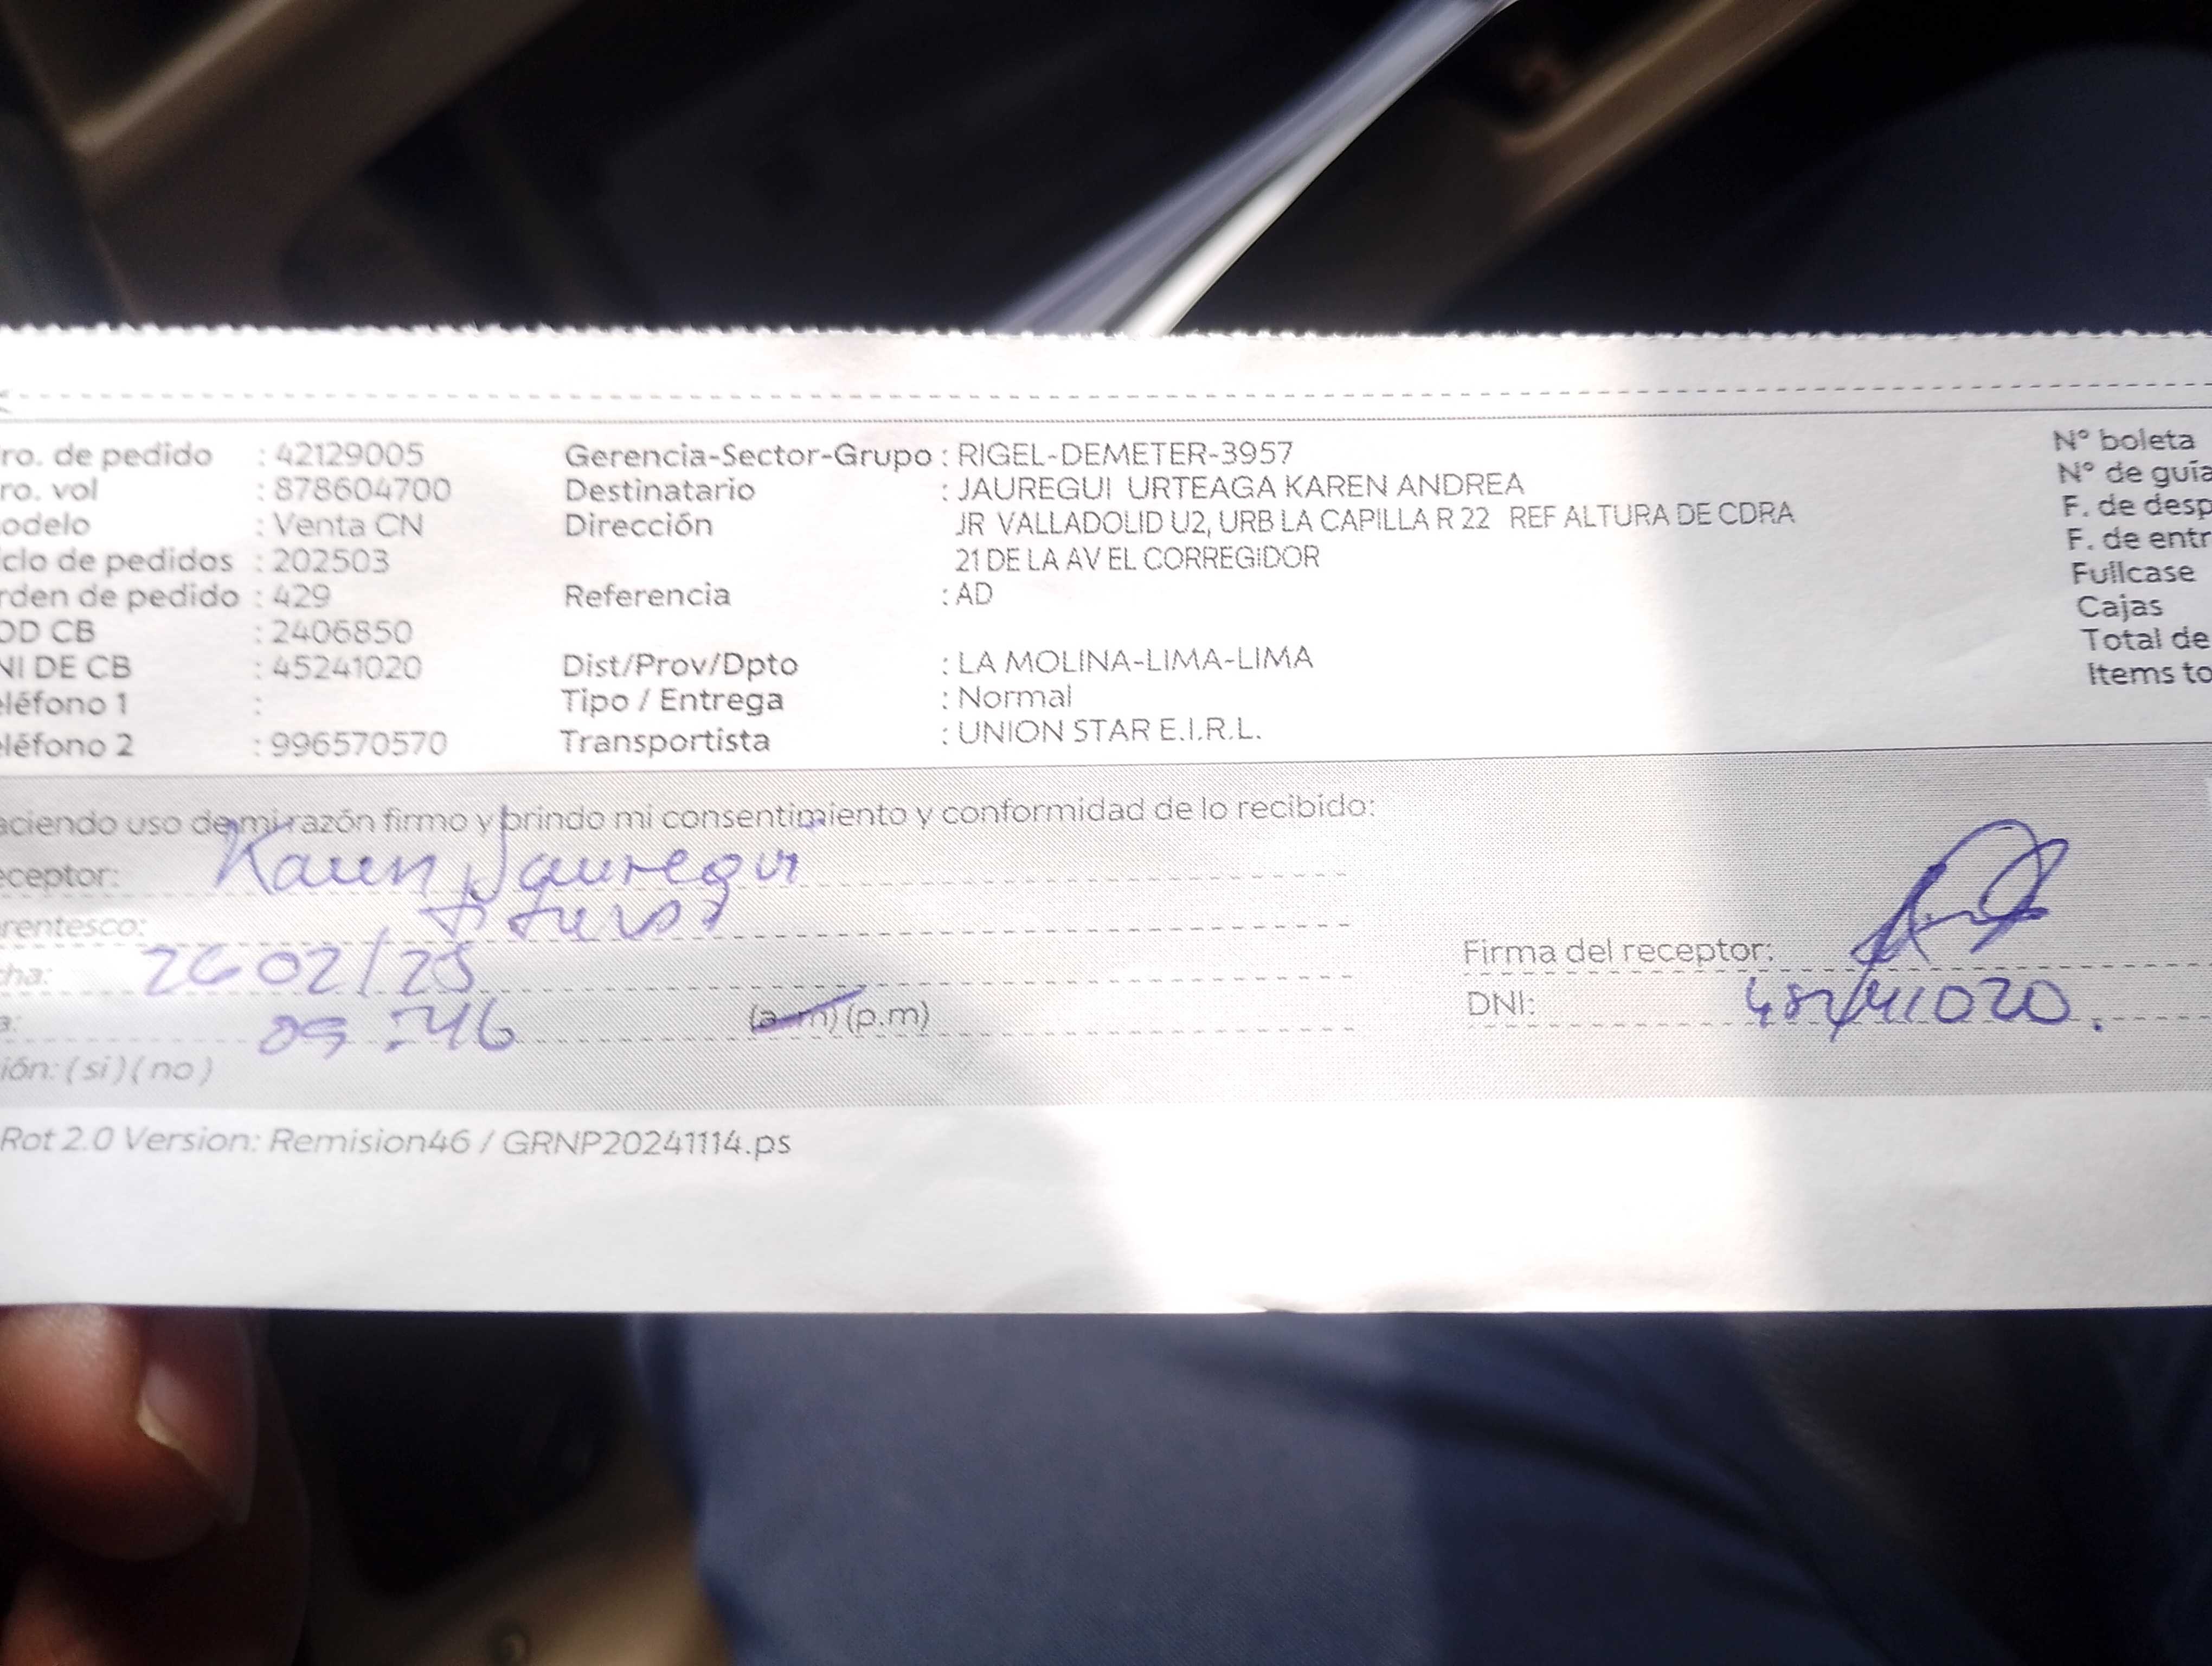 ro. de pedido : 42129005 Gerencia-Sector-Grupo : RIGEL-DEMETER-3957 N° boleta
ro. vol : 878604700 Destinatario : JAUREGUI URTEAGA KAREN ANDREA N° de guía
odelo : Venta CN Dirección JR VALLADOLID U2, URB LA CAPILLA R 22 REF ALTURA DE CDRA F. de desp
clo de pedidos : 202503 21 DE LA AV EL CORREGIDOR F. de entr
rden de pedido : 429 Referencia : AD Fullcase
OD CB : 2406850 Cajas
NI DE CB : 45241020 Dist/Prov/Dpto : LA MOLINA-LIMA-LIMA Total de
eléfono 1 : Tipo / Entrega : Normal Items to
eléfono 2 : 996570570 Transportista : UNION STAR E.I.R.L.
aciendo uso de mi razón firmo y brindo mi consentimiento y conformidad de lo recibido:
eceptor: Karen Jauregui
rentesco:
cha: 26 02/25 Firma del receptor:
a: 09:46 (a.m) (p.m) DNI: 45241020.
ión: ( si ) ( no )
Rot 2.0 Version: Remision46 / GRNP20241114.ps